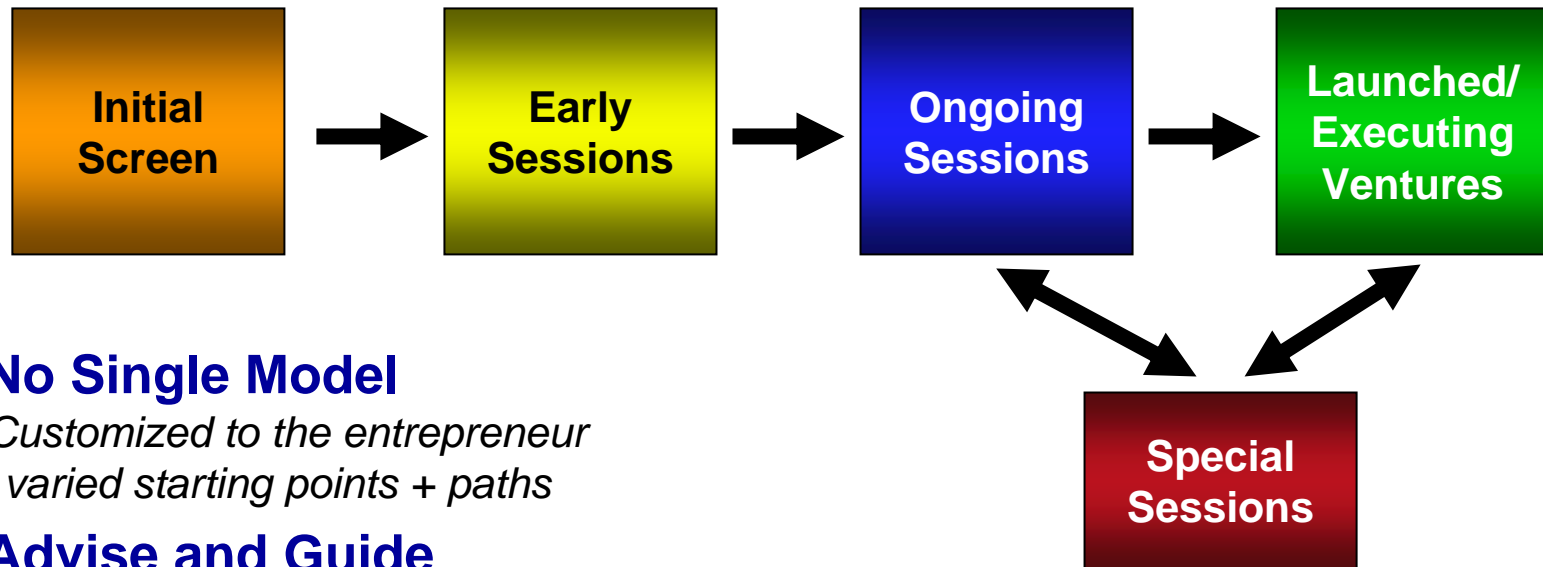 Initial
Screen
Early
Sessions
Ongoing
Sessions
Launched/
Executing
Ventures
No Single Model
Customized to the entrepreneur
varied starting points + paths
Advise and Guide
Special
Sessions